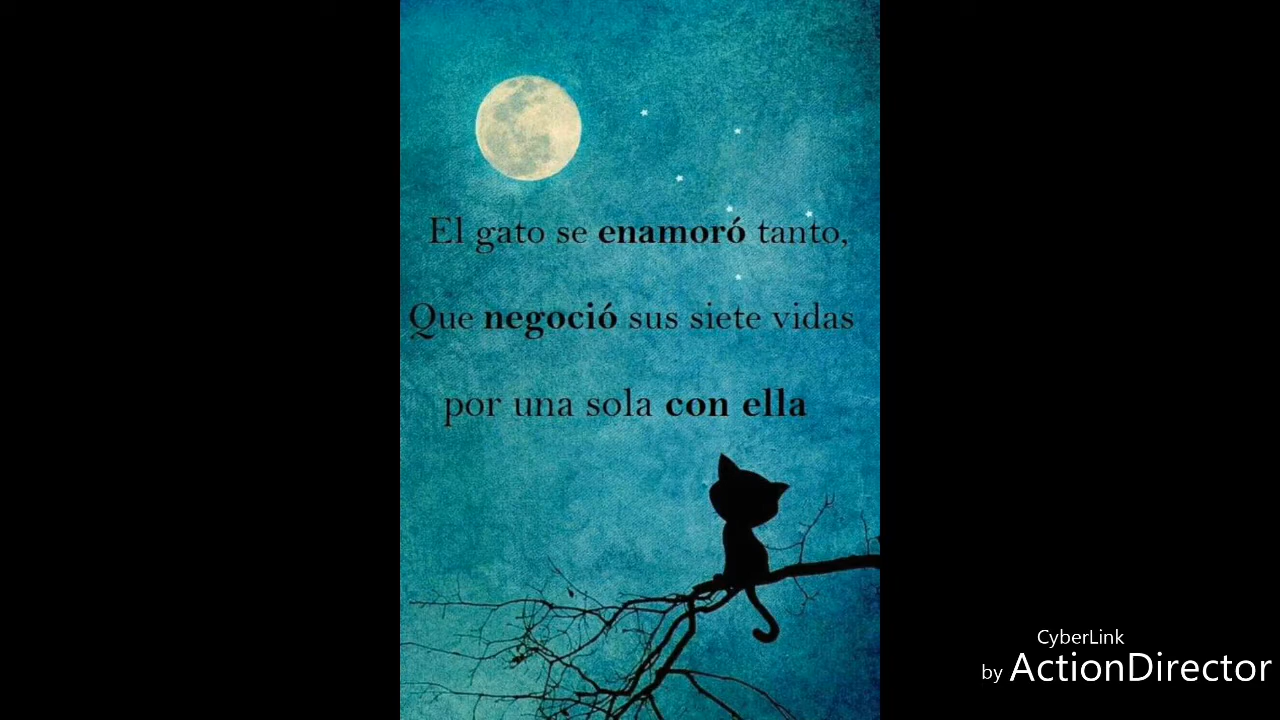 El gato se enamoró tanto,
Que negoció sus siete vidas
por una sola con ella
CyberLink
by ActionDirector